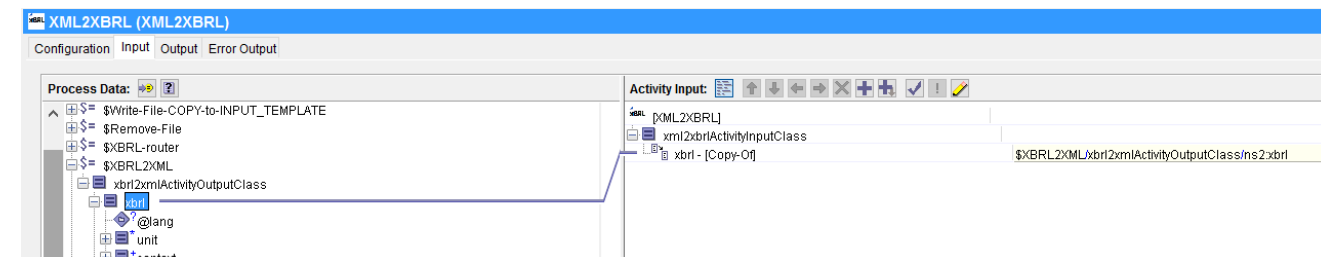 XML2XBRL (XML2XBRL)
Configuration Input Output Error Output
Process Data:
$Write-File-COPY-to-INPUT_TEMPLATE
$Remove-File
$XBRL-router
$XBRL2XML
xbrl2xmlActivityOutputClass
xbrl
@lang
unit
context
Activity Input:
[XML2XBRL]
xml2xbrlActivityInputClass
xbrl - [Copy-Of] $XBRL2XML/xbrl2xmlActivityOutputClass/ns2:xbrl